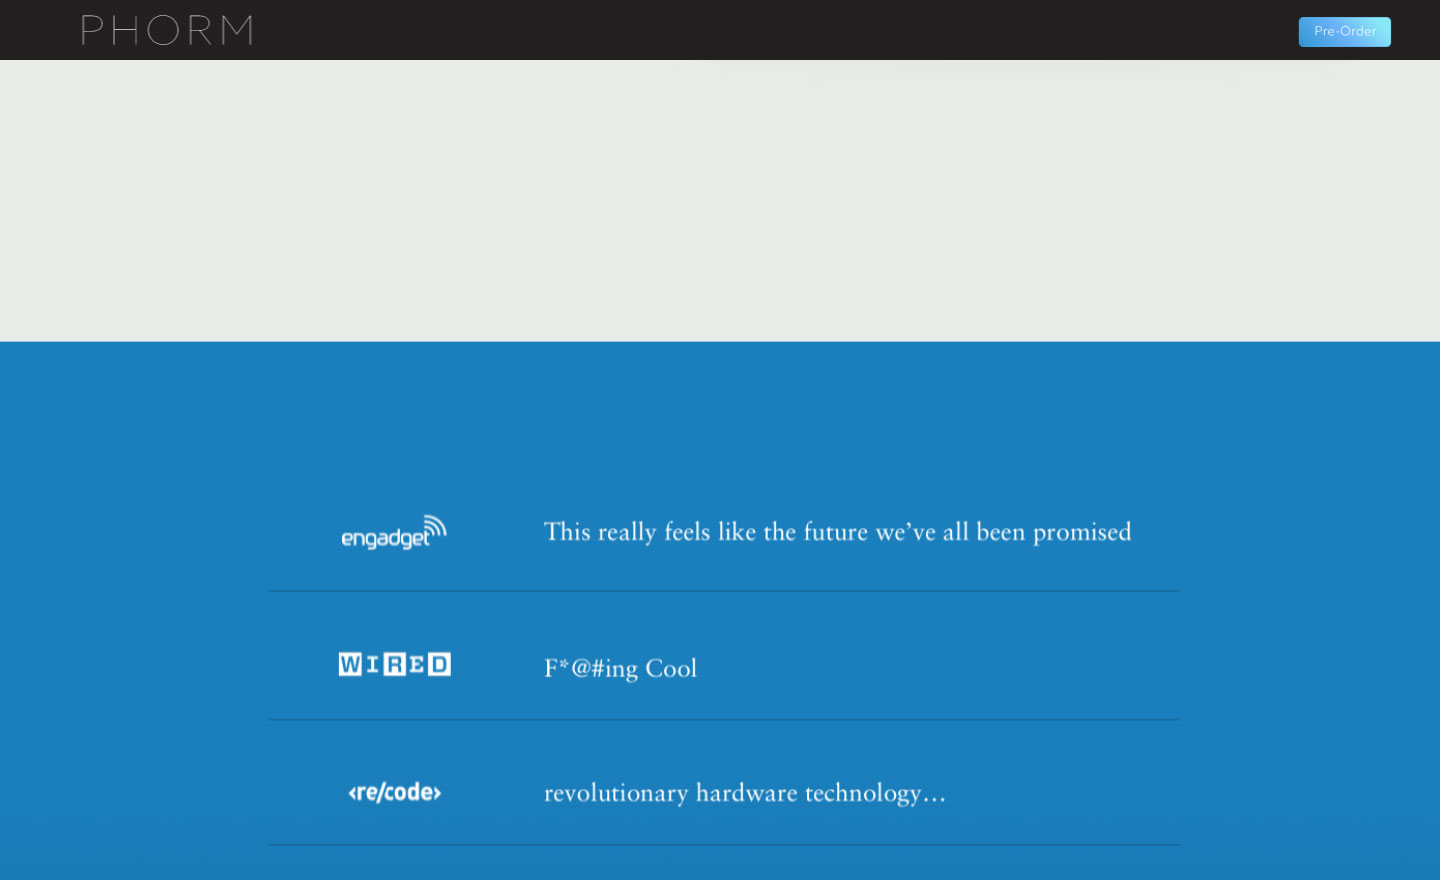 PHORM
Pre-Order
engadget
This really feels like the future we’ve all been promised
WIRED
F*@#ing Cool
<re/code>
revolutionary hardware technology…